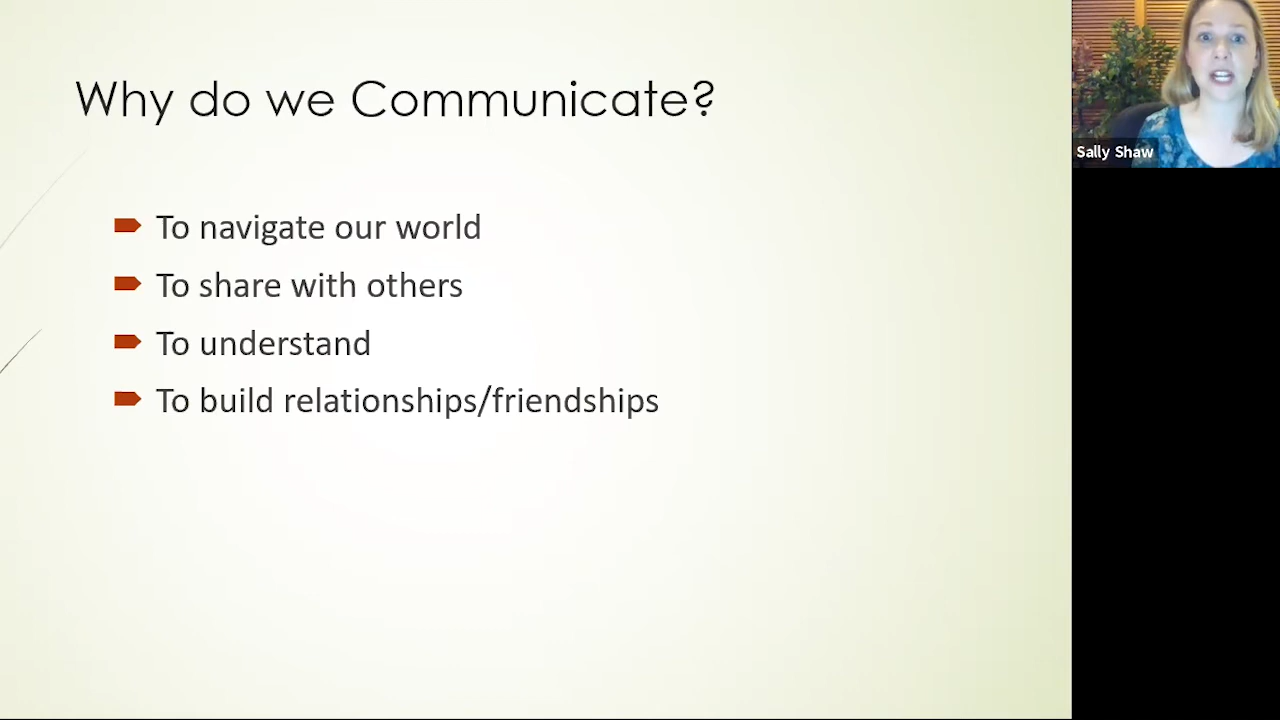 Why do we Communicate?
To navigate our world
To share with others
To understand
To build relationships/friendships
Sally Shaw